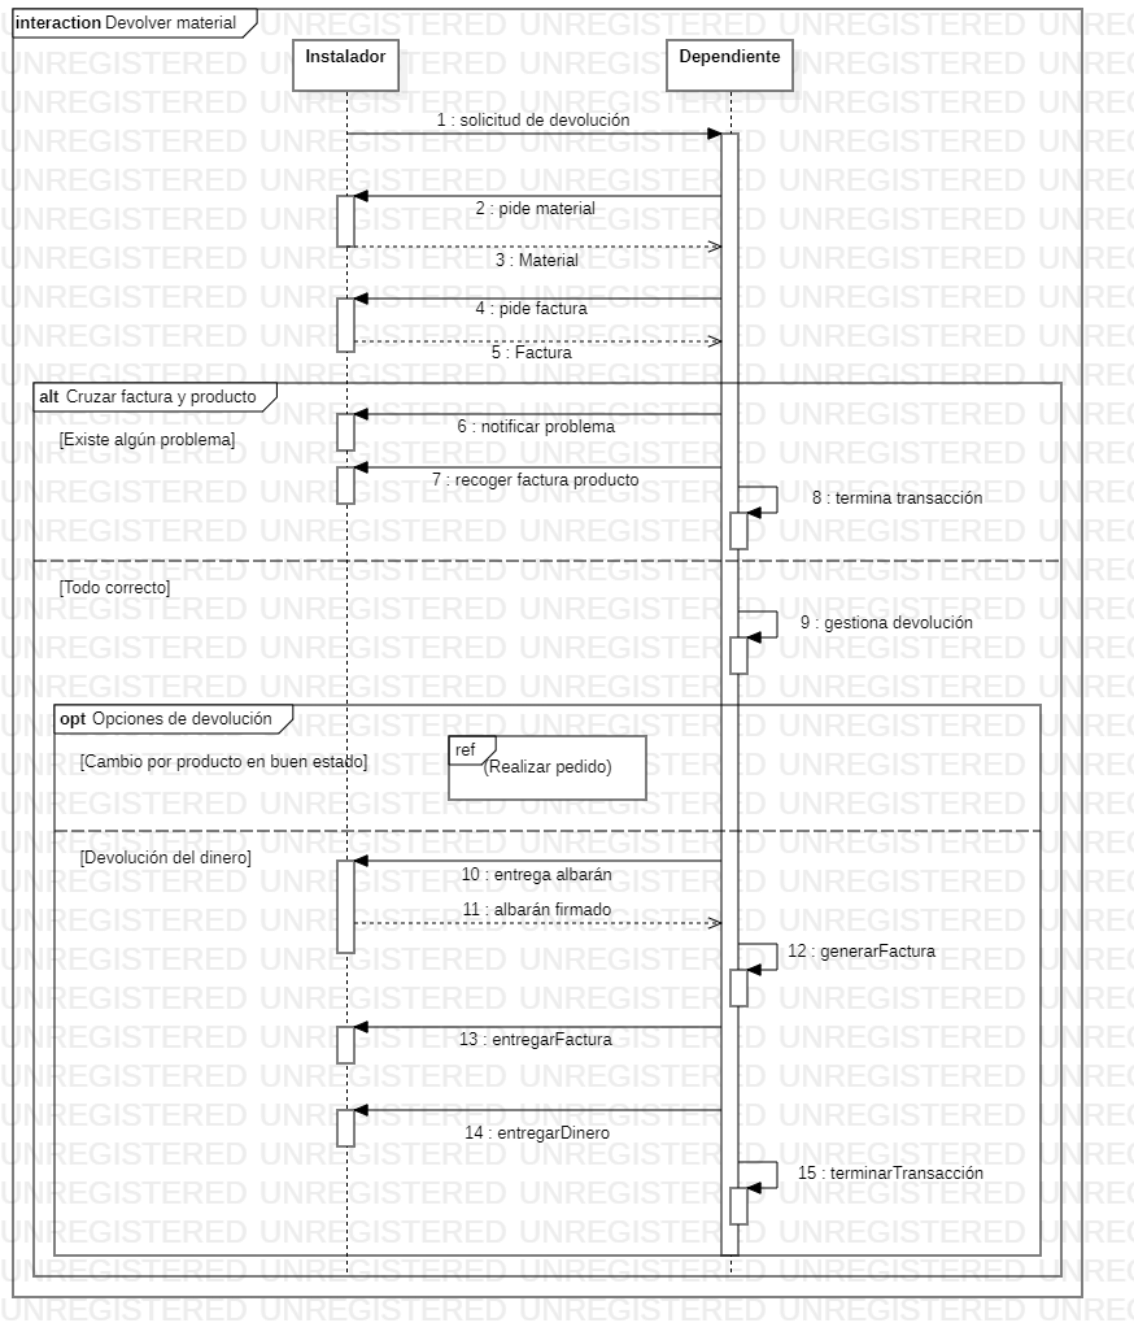 interaction Devolver material
Instalador
Dependiente
1 : solicitud de devolución
2 : pide material
3 : Material
4 : pide factura
5 : Factura
alt Cruzar factura y producto
6 : notificar problema
[Existe algún problema]
7 : recoger factura producto
8 : termina transacción
[Todo correcto]
9 : gestiona devolución
opt Opciones de devolución
ref
[Cambio por producto en buen estado]
(Realizar pedido)
[Devolución del dinero]
10 : entrega albarán
11 : albarán firmado
12 : generarFactura
13 : entregarFactura
14 : entregarDinero
15 : terminarTransacción
UNREGISTERED